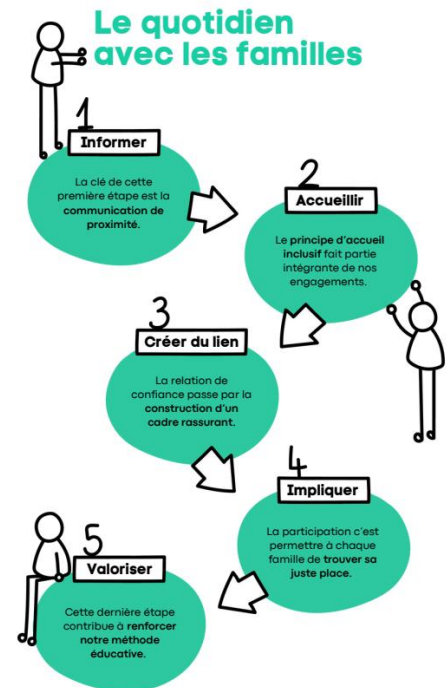 Le quotidien
avec les familles
1
Informer
La clé de cette
première étape est la
communication de
proximité.
2
Accueillir
Le principe d'accueil
inclusif fait partie
intégrante de nos
engagements.
3
Créer du lien
La relation de
confiance passe par la
construction d'un
cadre rassurant.
4
Impliquer
La participation c'est
permettre à chaque
famille de trouver sa
juste place.
5
Valoriser
Cette dernière étape
contribue à renforcer
notre méthode
éducative.